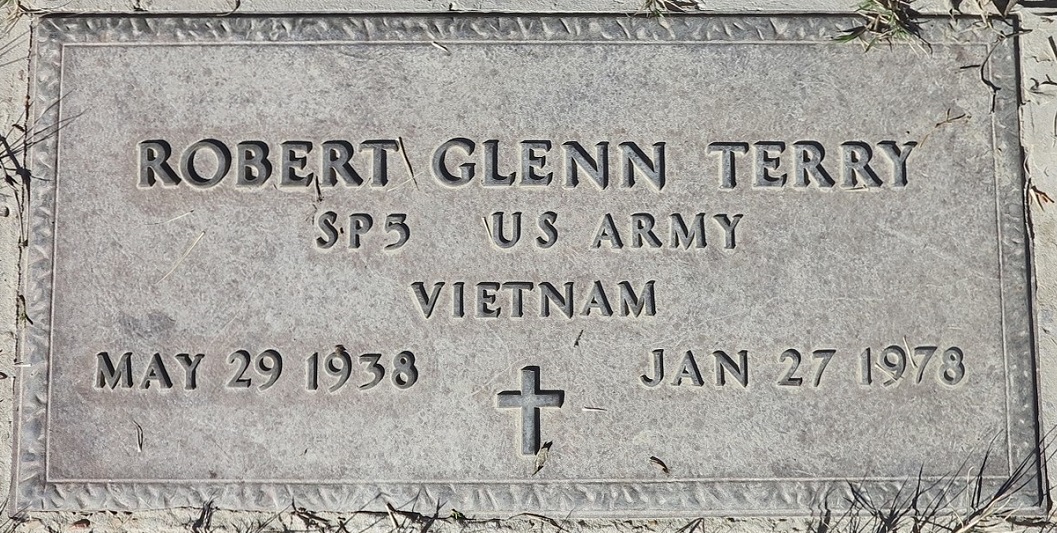 ROBERT GLENN TERRY
SP5 US ARMY
VIETNAM
MAY 29 1938 JAN 27 1978